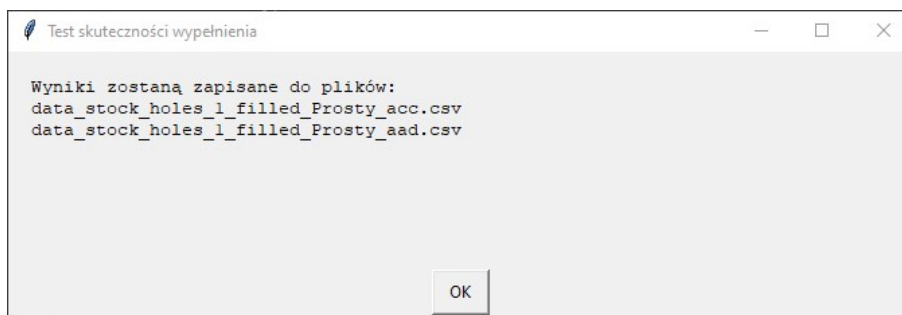 Test skuteczności wypełnienia
Wyniki zostaną zapisane do plików:
data_stock_holes_1_filled_Prosty_acc.csv
data_stock_holes_1_filled_Prosty_aad.csv
OK